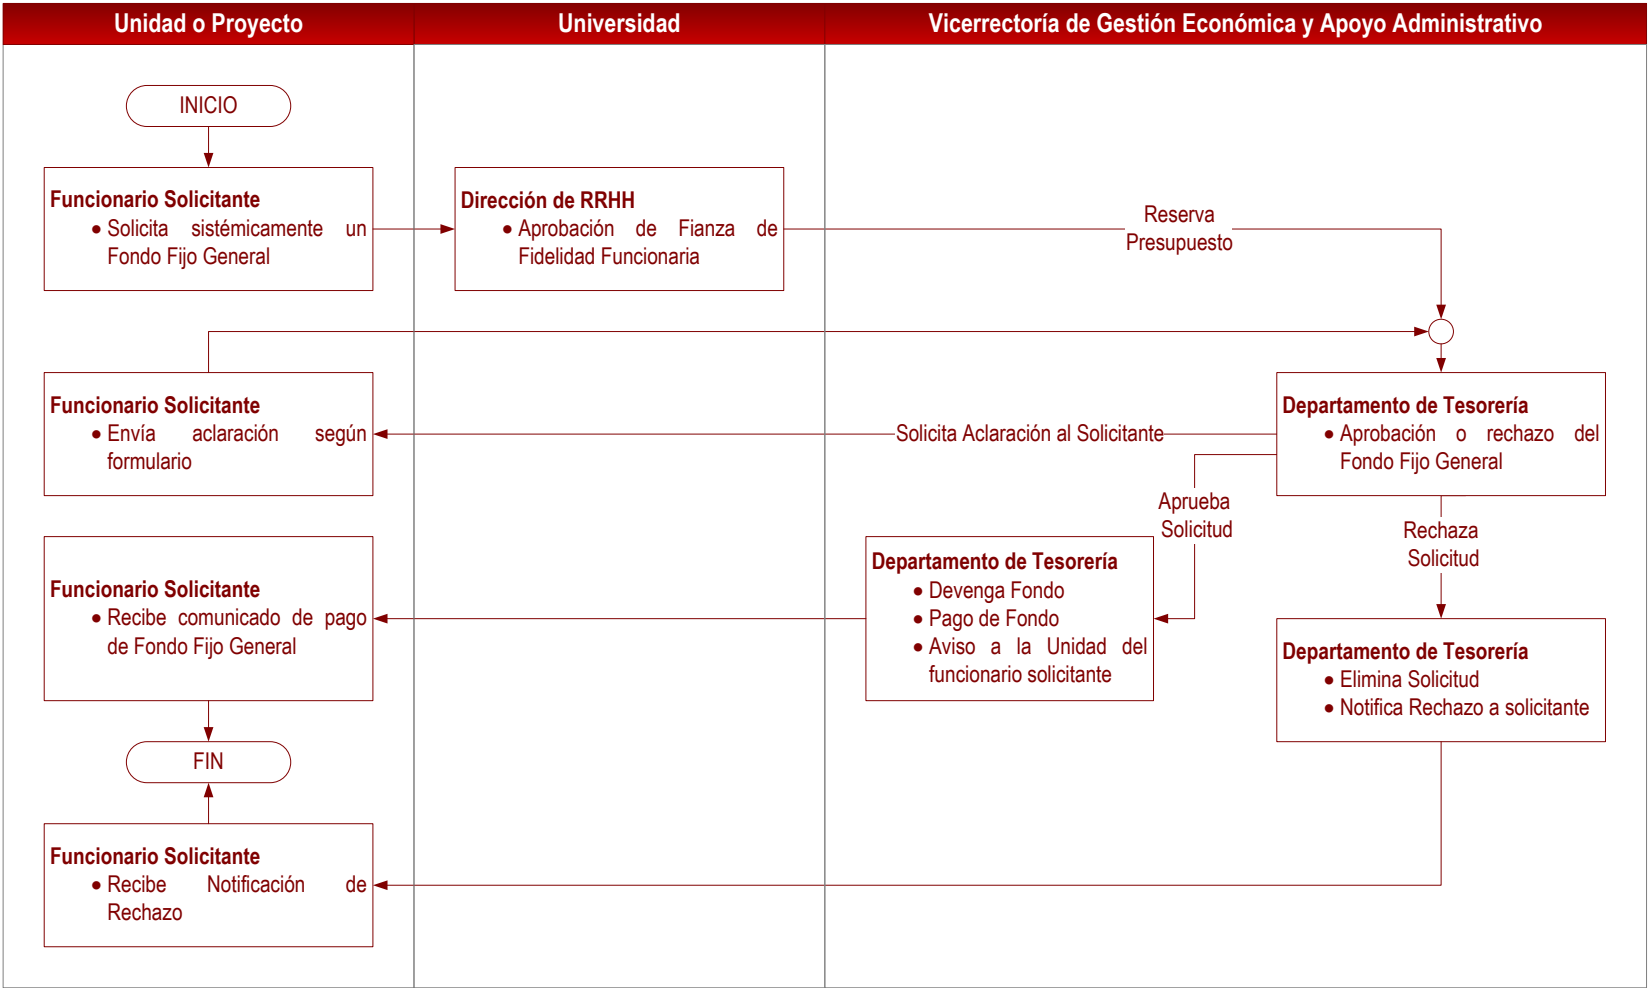 Unidad o Proyecto
Universidad
Vicerrectoría de Gestión Económica y Apoyo Administrativo
INICIO
Funcionario Solicitante
• Solicita sistémicamente un
Fondo Fijo General
Dirección de RRHH
• Aprobación de Fianza de
Fidelidad Funcionaria
Reserva
Presupuesto
Funcionario Solicitante
• Envía aclaración según
formulario
Solicita Aclaración al Solicitante
Departamento de Tesorería
• Aprobación o rechazo del
Fondo Fijo General
Aprueba
Solicitud
Rechaza
Solicitud
Funcionario Solicitante
• Recibe comunicado de pago
de Fondo Fijo General
Departamento de Tesorería
• Devenga Fondo
• Pago de Fondo
• Aviso a la Unidad del
funcionario solicitante
Departamento de Tesorería
• Elimina Solicitud
• Notifica Rechazo a solicitante
FIN
Funcionario Solicitante
• Recibe Notificación de
Rechazo